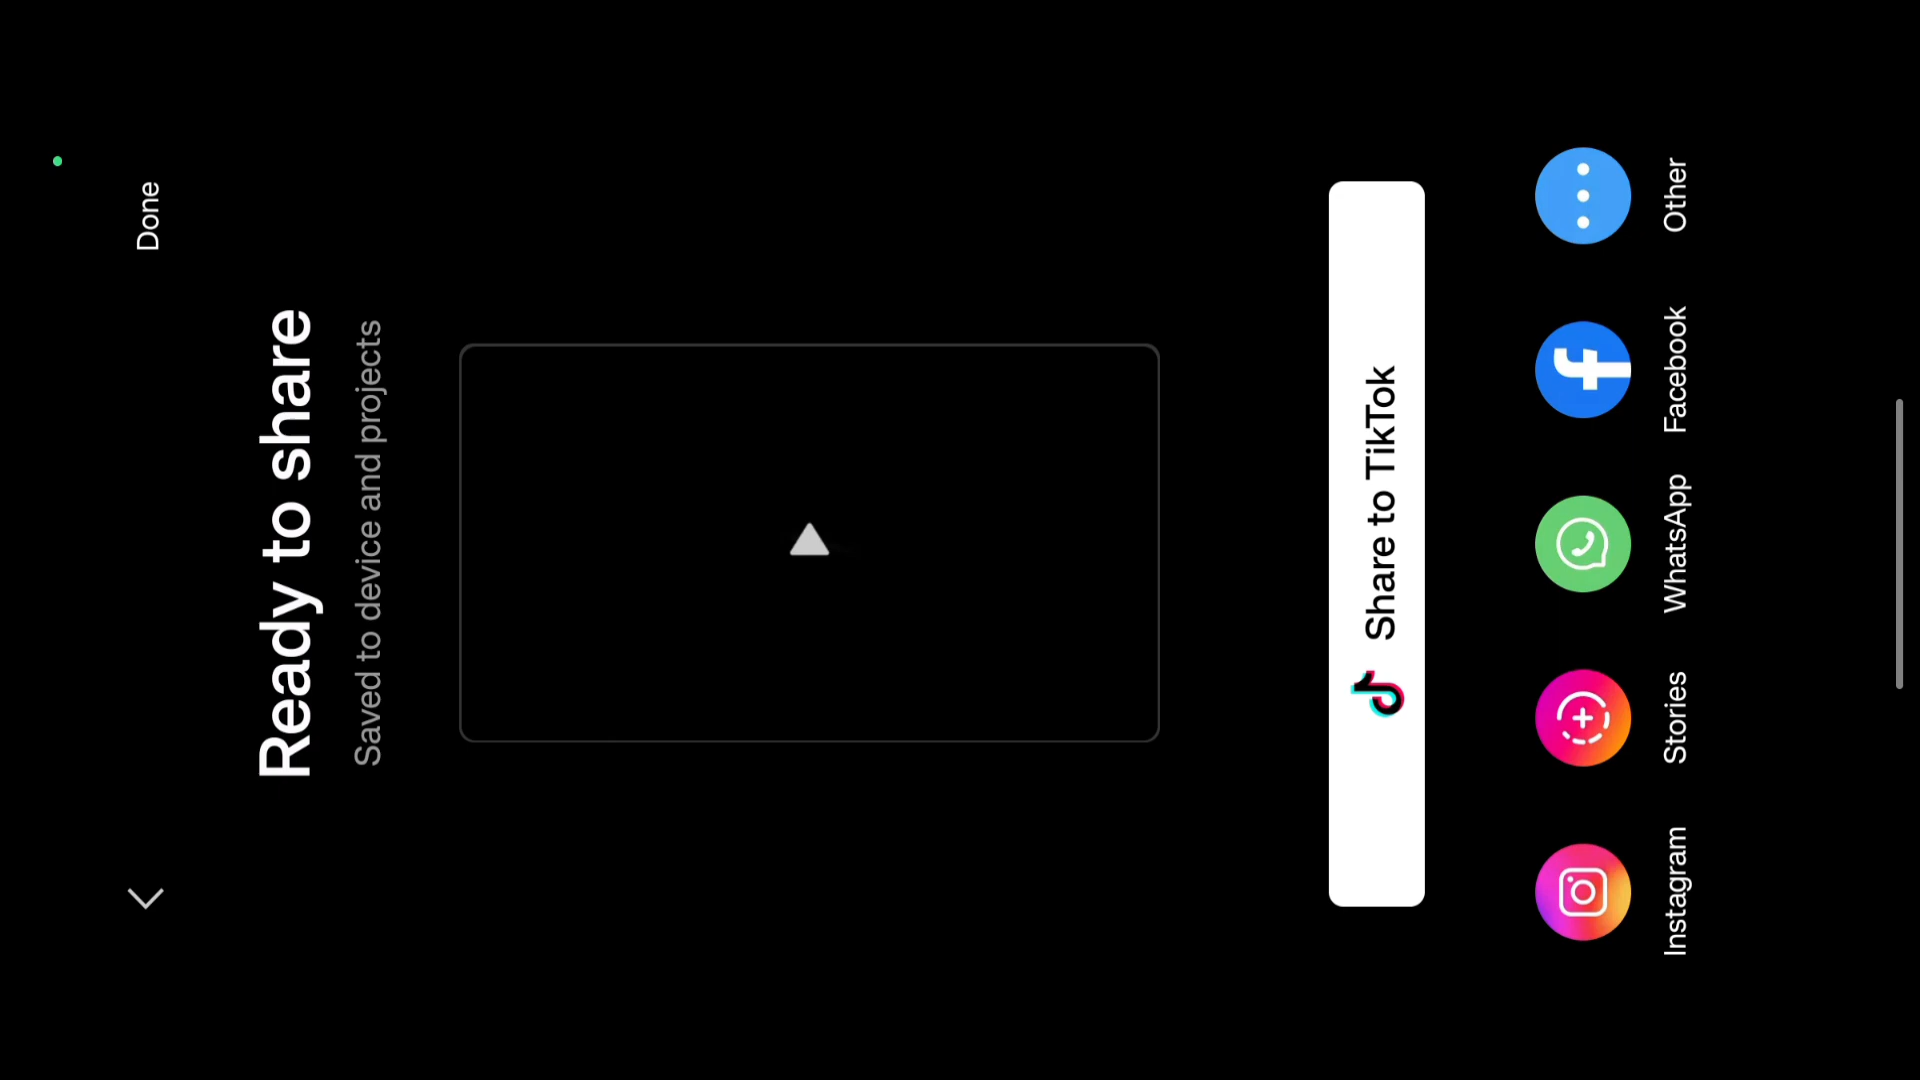 Done
Ready to share
Saved to device and projects
Share to TikTok
Instagram
Stories
WhatsApp
Facebook
Other